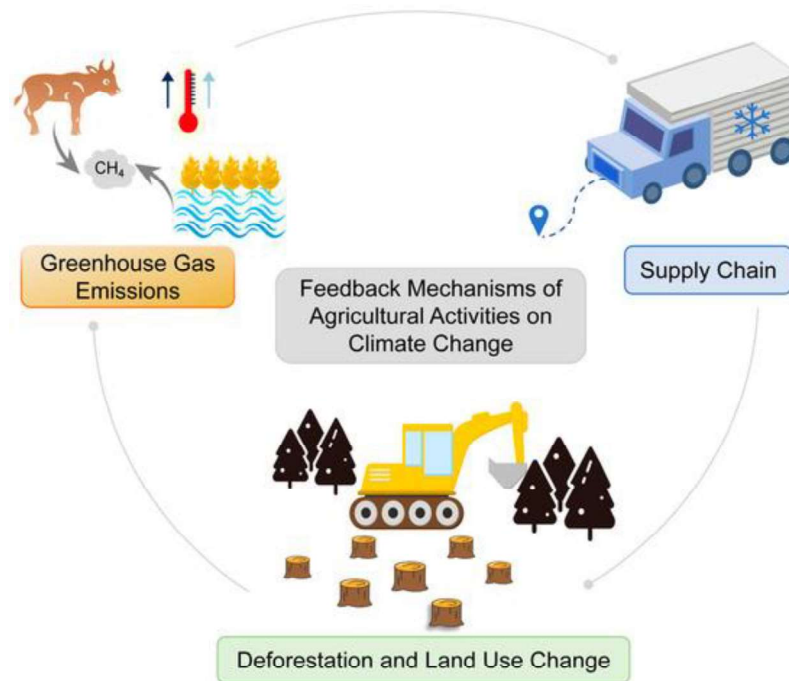 CH₄
Greenhouse Gas
Emissions
Supply Chain
Feedback Mechanisms of
Agricultural Activities on
Climate Change
Deforestation and Land Use Change